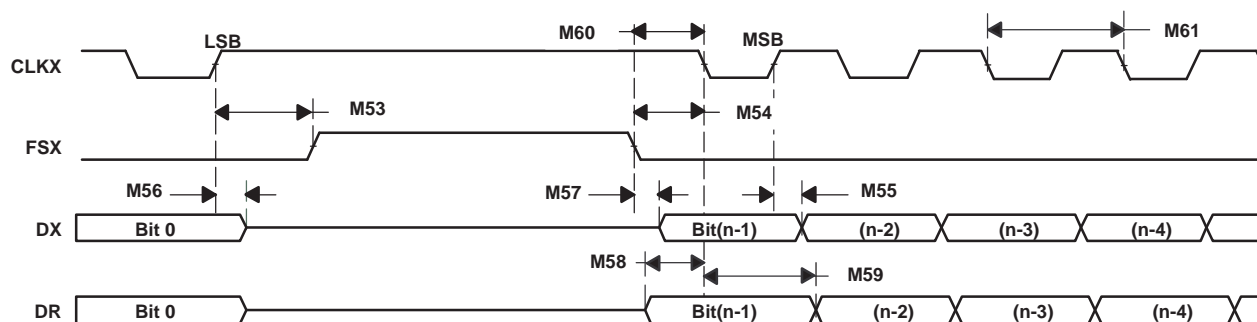 LSB M60 MSB M61
CLKX
M53 M54
FSX
M56 M57 M55
DX Bit 0 Bit(n-1) (n-2) (n-3) (n-4)
M58 M59
DR Bit 0 Bit(n-1) (n-2) (n-3) (n-4)